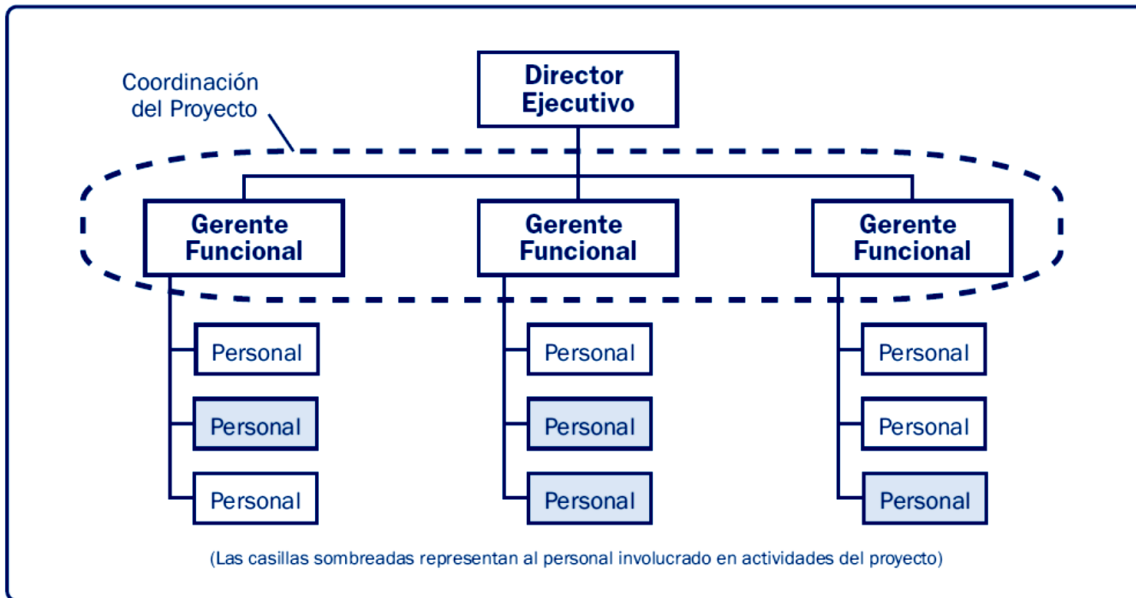 Coordinación
del Proyecto
Director
Ejecutivo
Gerente
Funcional
Gerente
Funcional
Gerente
Funcional
Personal
Personal
Personal
Personal
Personal
Personal
Personal
Personal
Personal
(Las casillas sombreadas representan al personal involucrado en actividades del proyecto)